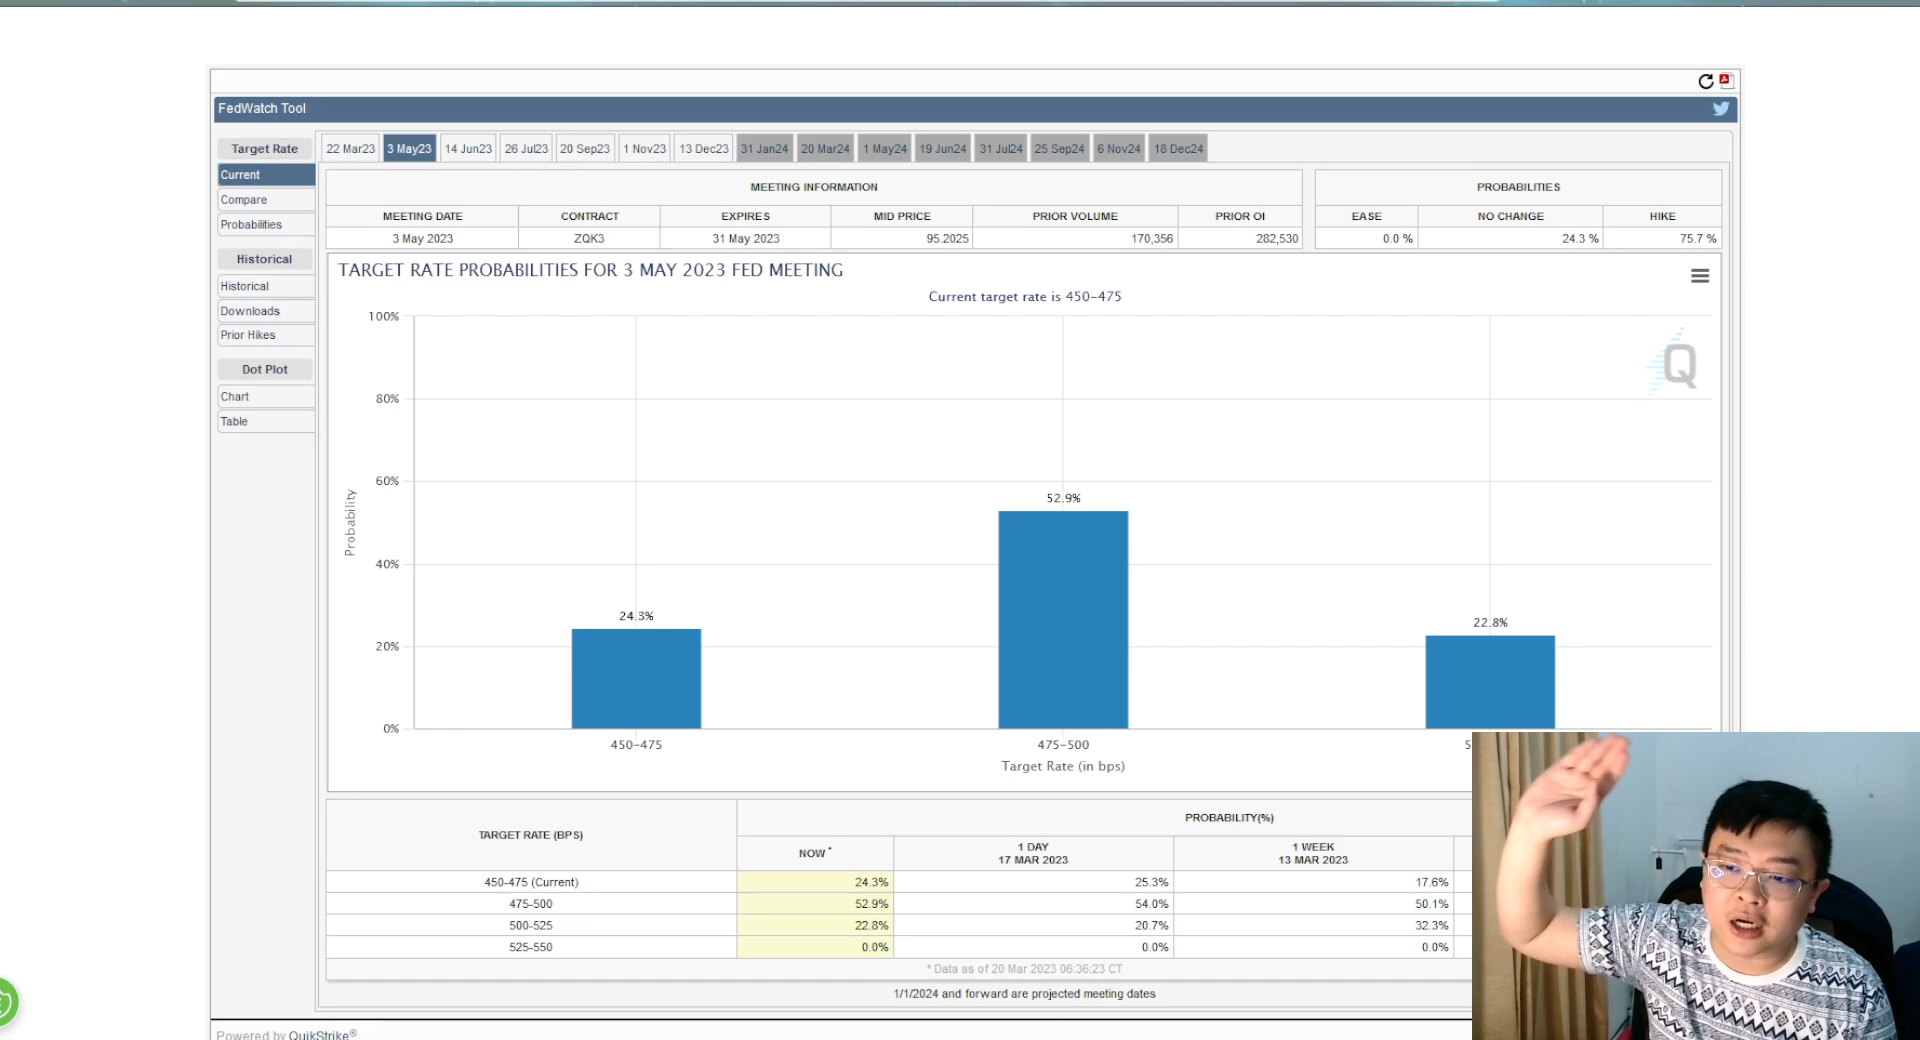 FedWatch Tool
Target Rate
Current
Compare
Probabilities
Historical
Historical
Downloads
Prior Hikes
Dot Plot
Chart
Table
22 Mar23 3 May23 14 Jun23 26 Jul23 20 Sep23 1 Nov23 13 Dec23 31 Jan24 20 Mar24 1 May24 19 Jun24 31 Jul24 25 Sep24 6 Nov24 18 Dec24
MEETING INFORMATION
MEETING DATE CONTRACT EXPIRES MID PRICE PRIOR VOLUME PRIOR OI
3 May 2023 ZQK3 31 May 2023 95.2025 170,356 282,530
PROBABILITIES
EASE NO CHANGE HIKE
0.0 % 24.3 % 75.7 %
TARGET RATE PROBABILITIES FOR 3 MAY 2023 FED MEETING
Current target rate is 450-475
Q
100%
80%
60%
40%
20%
0%
Probability
24.3%
52.9%
22.8%
450-475 475-500 5
Target Rate (in bps)
TARGET RATE (BPS) PROBABILITY(%)
NOW * 1 DAY 17 MAR 2023 1 WEEK 13 MAR 2023
450-475 (Current) 24.3% 25.3% 17.6%
475-500 52.9% 54.0% 50.1%
500-525 22.8% 20.7% 32.3%
525-550 0.0% 0.0% 0.0%
* Data as of 20 Mar 2023 06:36:23 CT
1/1/2024 and forward are projected meeting dates
Powered by QuikStrike®